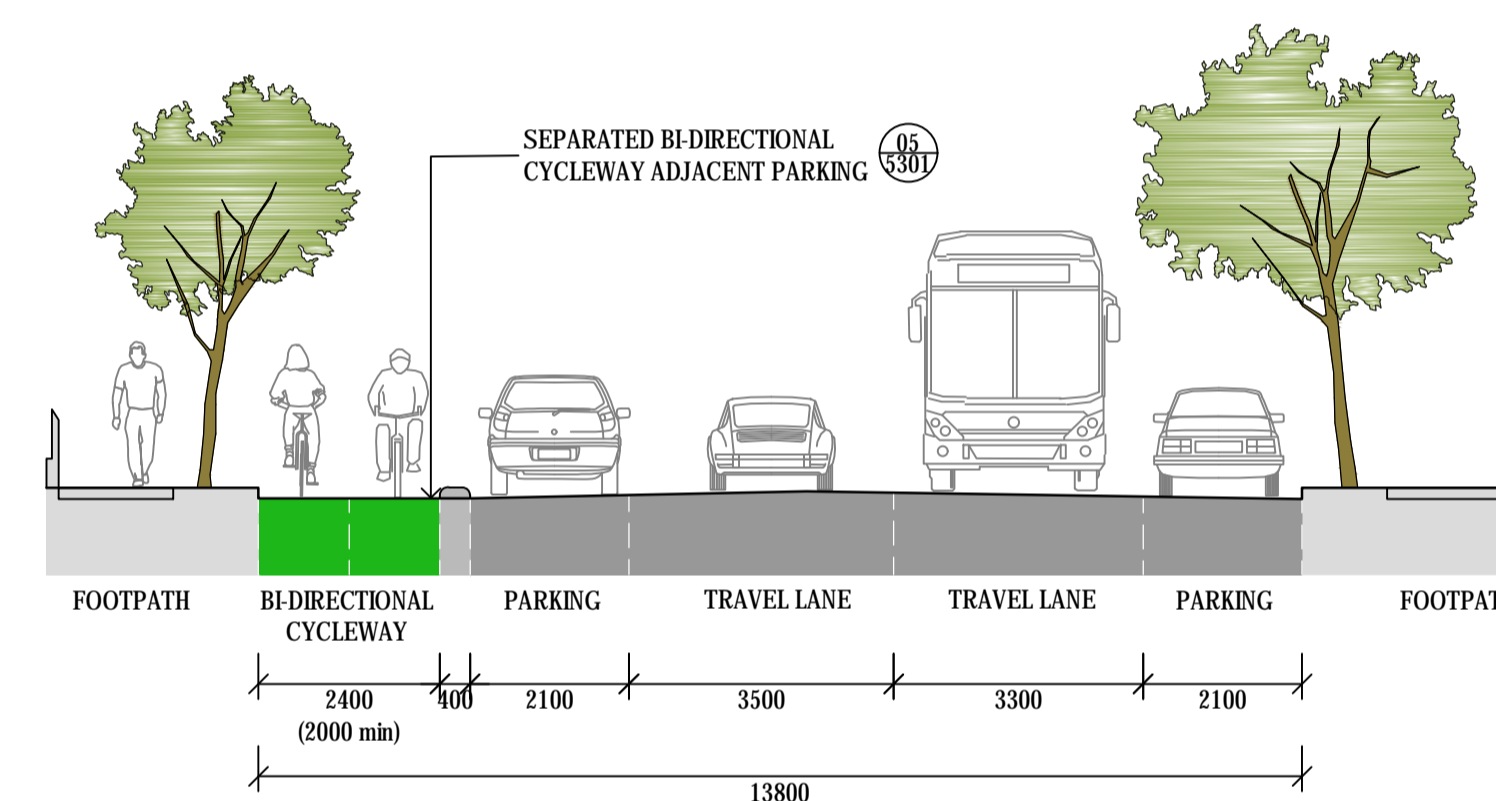 SEPARATED BI-DIRECTIONAL
CYCLEWAY ADJACENT PARKING
05
5301
FOOTPATH
BI-DIRECTIONAL
CYCLEWAY
PARKING
TRAVEL LANE
TRAVEL LANE
PARKING
FOOTPAT
2400
(2000 min)
400
2100
3500
3300
2100
13800